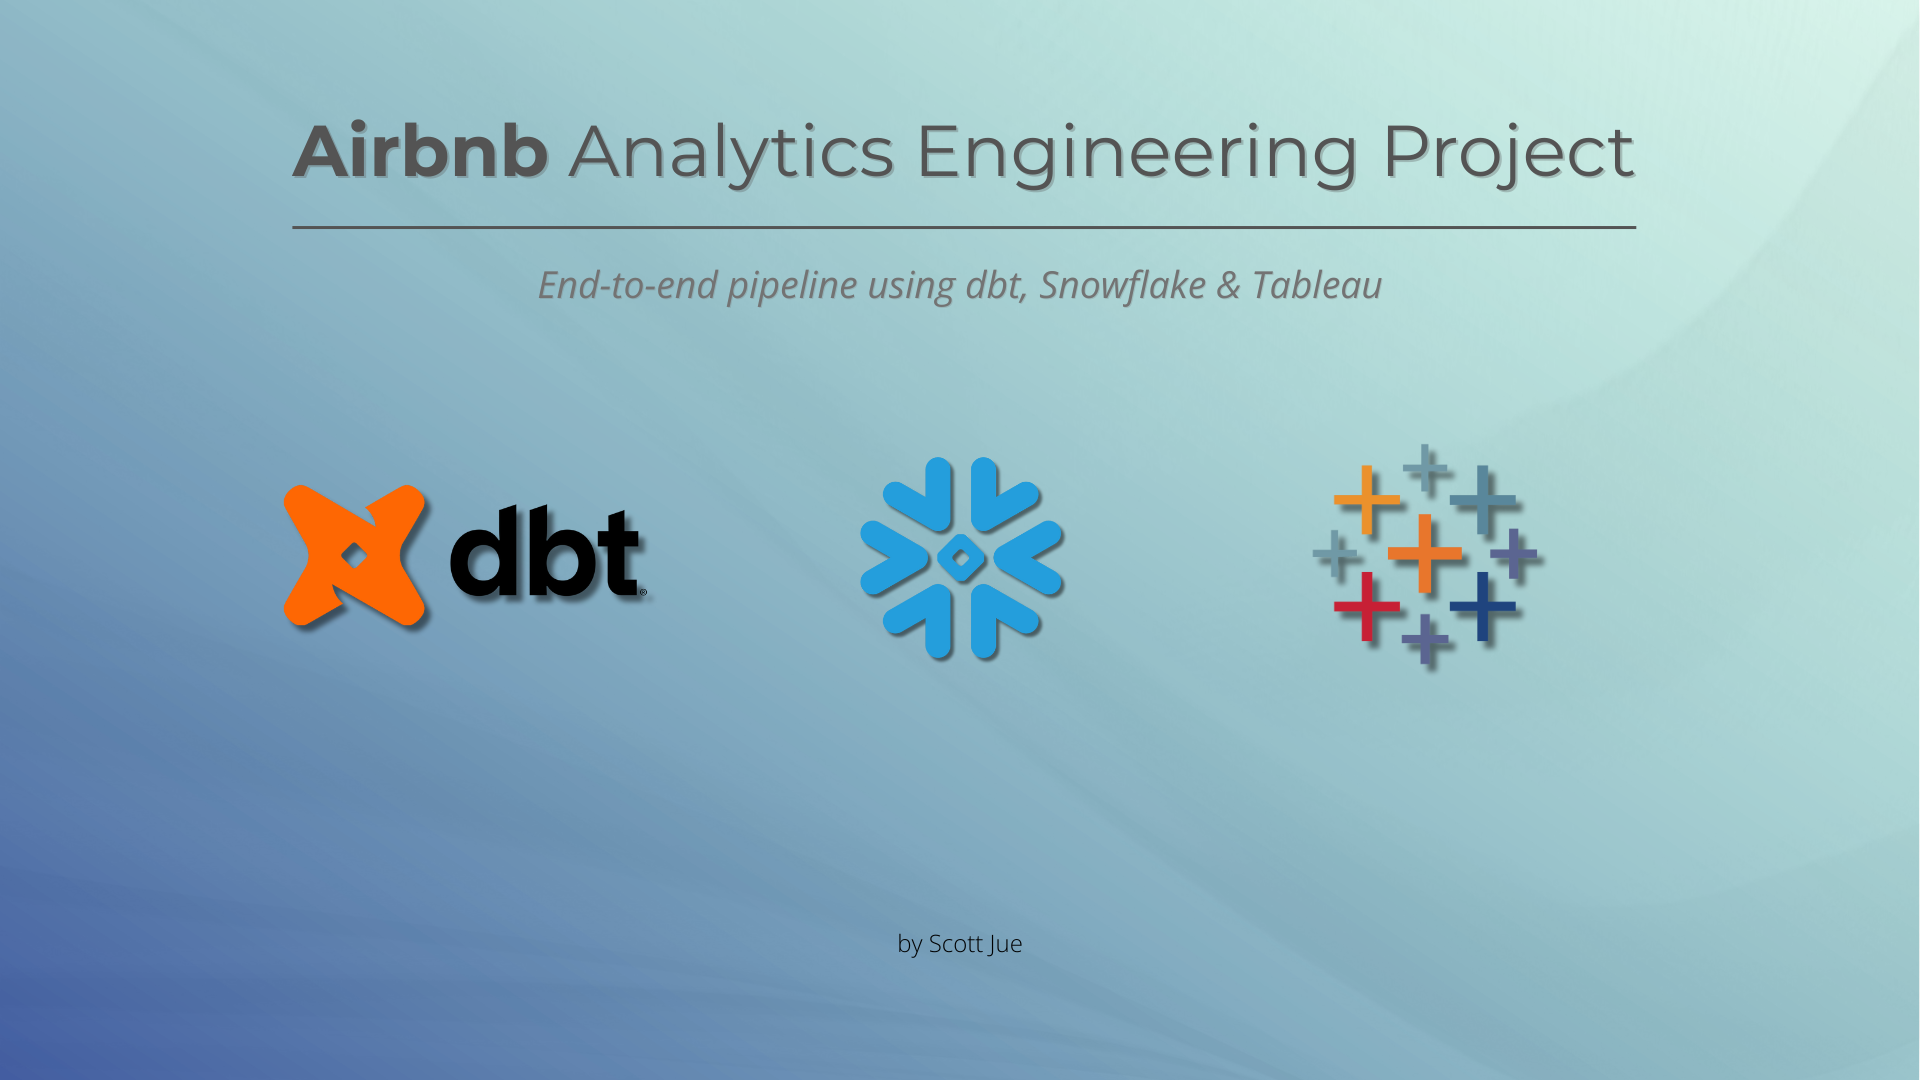 Airbnb Analytics Engineering Project
End-to-end pipeline using dbt, Snowflake & Tableau
dbt®
by Scott Jue